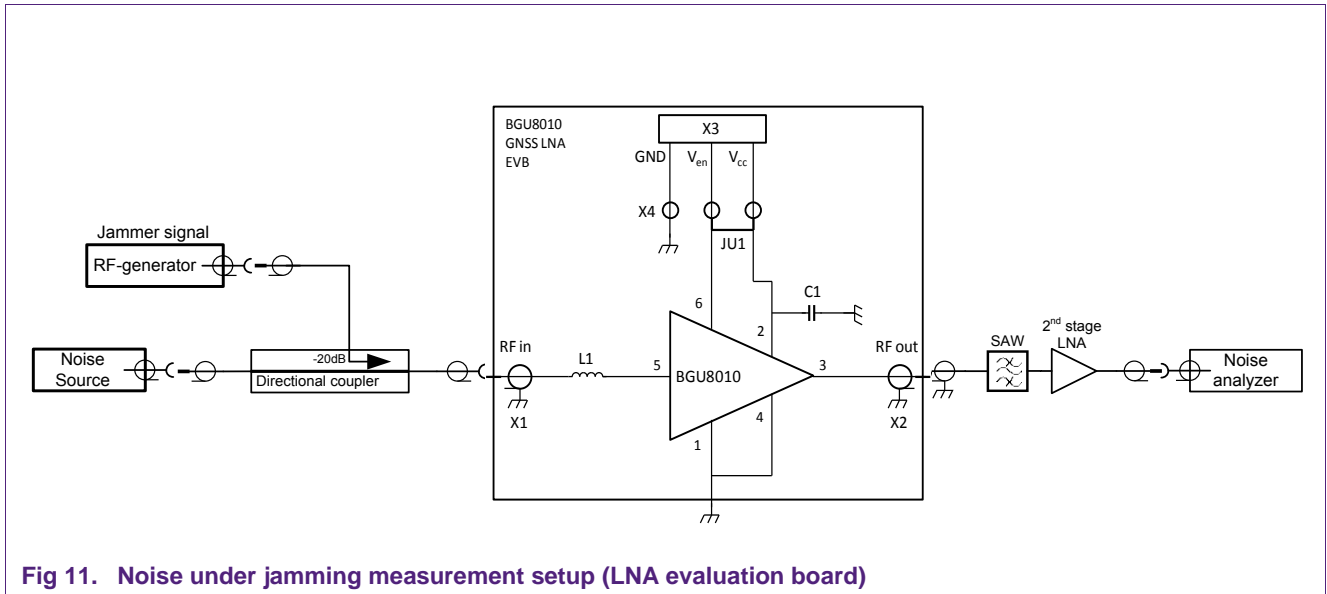 BGU8010
GNSS LNA
EVB
X3
GND
Ven
Vcc
X4
JU1
Jammer signal
RF-generator
C1
6
2
2nd stage
LNA
SAW
RF in
L1
5
BGU8010
3
RF out
Noise
Source
-20dB
Directional coupler
Noise
analyzer
X1
4
X2
1
Fig 11. Noise under jamming measurement setup (LNA evaluation board)